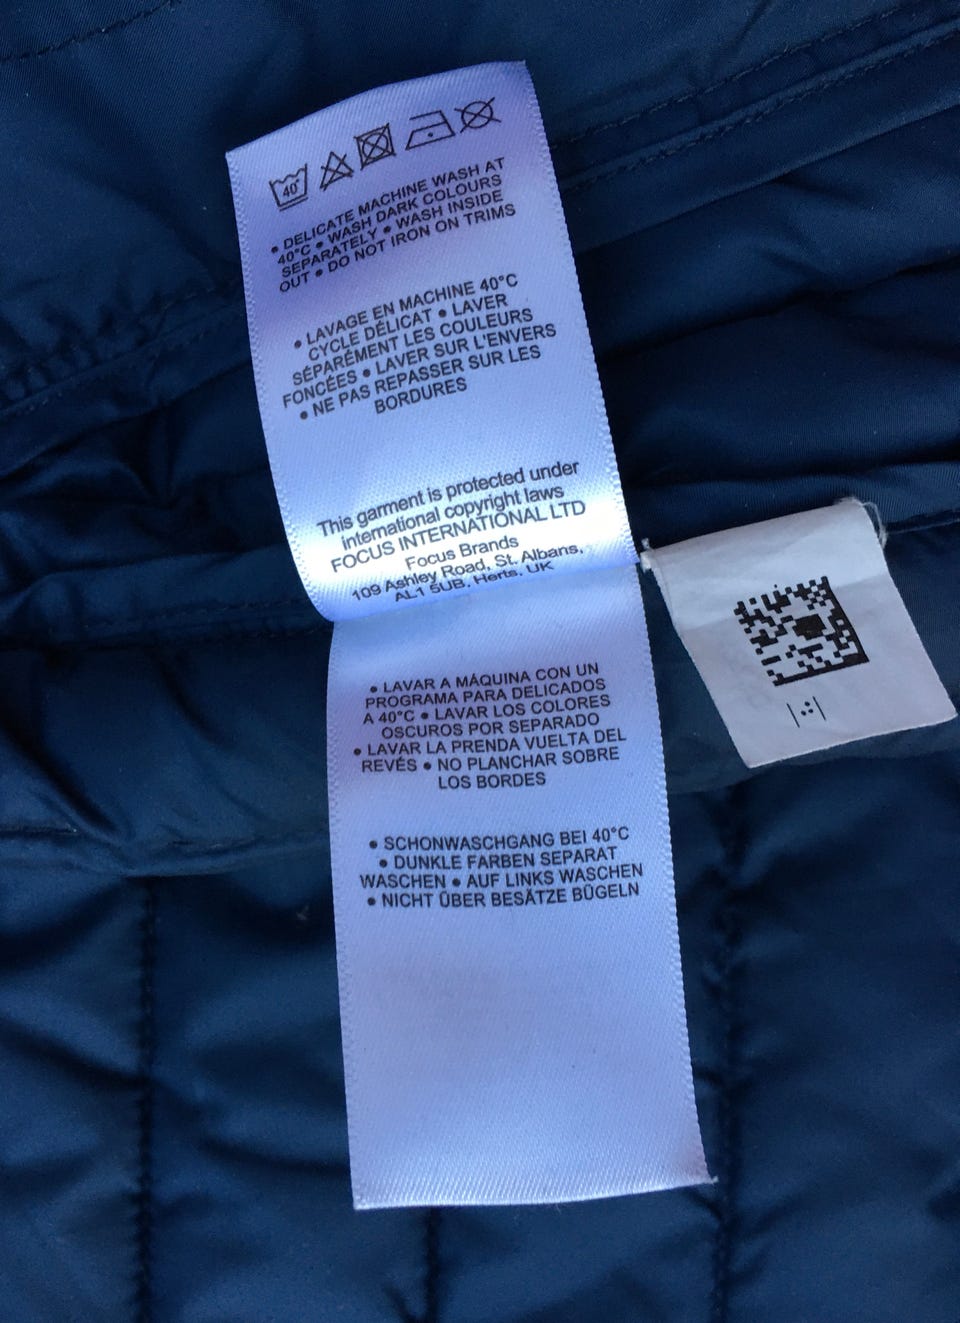 40°
• DELICATE MACHINE WASH AT
40°C • WASH DARK COLOURS
SEPARATELY • WASH INSIDE
OUT • DO NOT IRON ON TRIMS
• LAVAGE EN MACHINE 40°C
CYCLE DÉLICAT • LAVER
SÉPARÉMENT LES COULEURS
FONCÉES • LAVER SUR L'ENVERS
• NE PAS REPASSER SUR LES
BORDURES
This garment is protected under
international copyright laws
FOCUS INTERNATIONAL LTD
Focus Brands
109 Ashley Road, St. Albans,
AL1 5UB. Herts. UK
• LAVAR A MÁQUINA CON UN
PROGRAMA PARA DELICADOS
A 40°C • LAVAR LOS COLORES
OSCUROS POR SEPARADO
• LAVAR LA PRENDA VUELTA DEL
REVÉS • NO PLANCHAR SOBRE
LOS BORDES
• SCHONWASCHGANG BEI 40°C
• DUNKLE FARBEN SEPARAT
WASCHEN • AUF LINKS WASCHEN
• NICHT ÜBER BESÄTZE BÜGELN